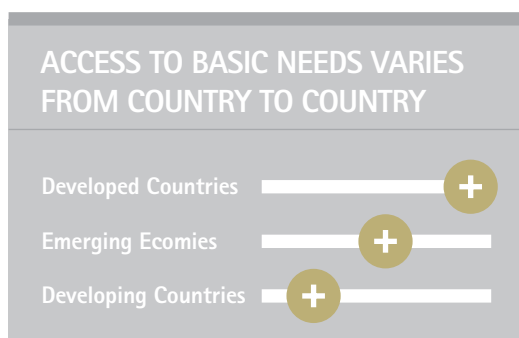 ACCESS TO BASIC NEEDS VARIES
FROM COUNTRY TO COUNTRY
Developed Countries +
Emerging Ecomies +
Developing Countries +